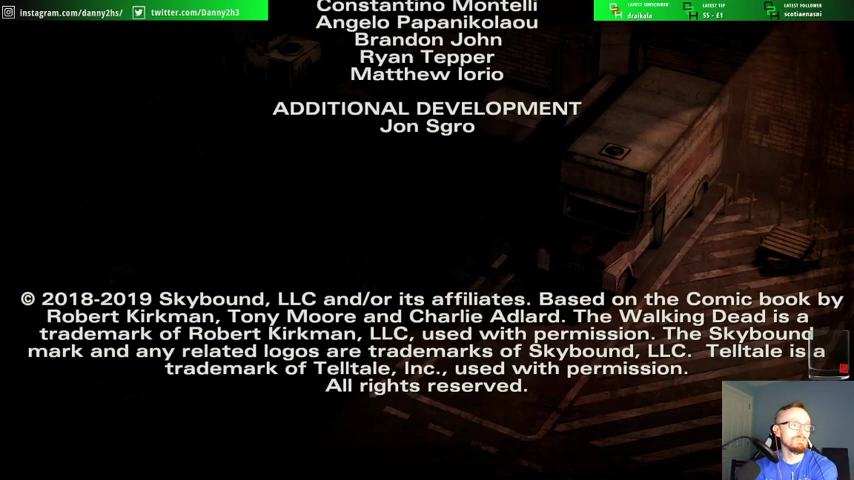 instagram.com/danny2hs/
twitter.com/Danny2h3
LATEST SUBSCRIBER
draikala
LATEST TIP
SS - £1
LATEST FOLLOWER
scotiaenasni
Constantino Montelli
Angelo Papanikolaou
Brandon John
Ryan Tepper
Matthew Iorio
ADDITIONAL DEVELOPMENT
Jon Sgro
© 2018-2019 Skybound, LLC and/or its affiliates. Based on the Comic book by
Robert Kirkman, Tony Moore and Charlie Adlard. The Walking Dead is a
trademark of Robert Kirkman, LLC, used with permission. The Skybound
mark and any related logos are trademarks of Skybound, LLC. Telltale is a
trademark of Telltale, Inc., used with permission.
All rights reserved.